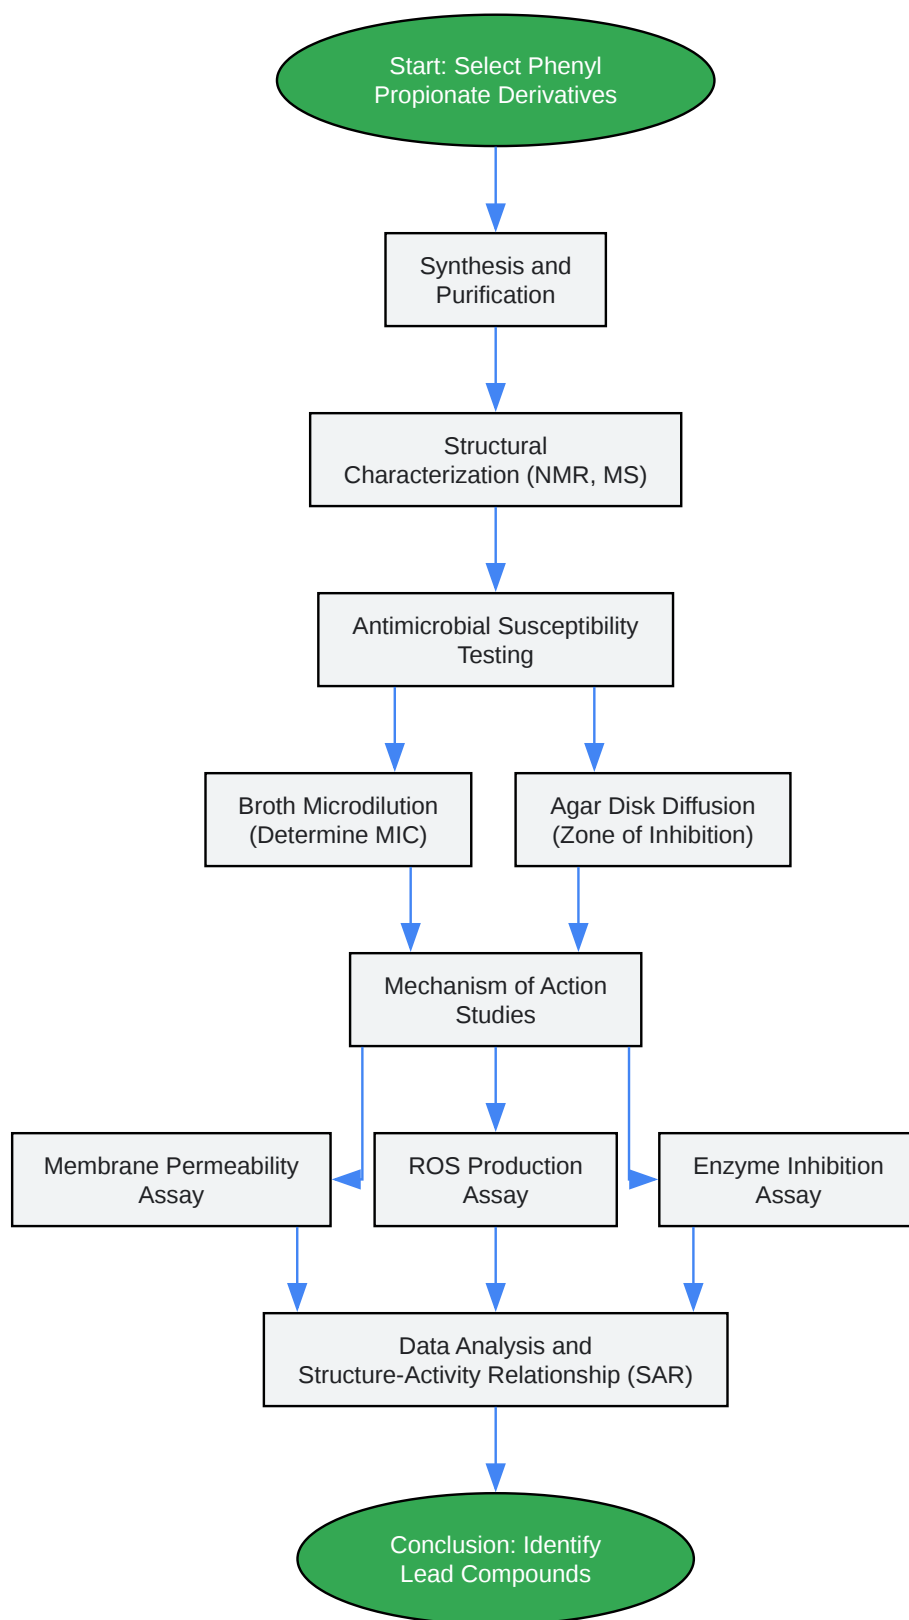 Start: Select Phenyl
Propionate Derivatives
Synthesis and
Purification
Structural
Characterization (NMR, MS)
Antimicrobial Susceptibility
Testing
Broth Microdilution
(Determine MIC)
Agar Disk Diffusion
(Zone of Inhibition)
Mechanism of Action
Studies
Membrane Permeability
Assay
ROS Production
Assay
Enzyme Inhibition
Assay
Data Analysis and
Structure-Activity Relationship (SAR)
Conclusion: Identify
Lead Compounds